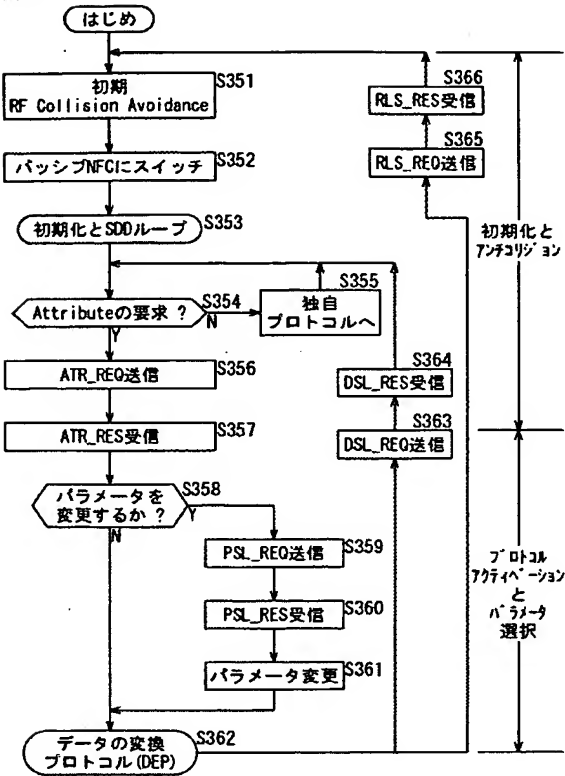 はじめ
S351
初期
RF Collision Avoidance
S352
パッシブNFCにスイッチ
S353
初期化とSDDループ
S354
Attributeの要求 ?
N
Y
S355
独自
プロトコルへ
S356
ATR_REQ送信
S357
ATR_RES受信
S358
パラメータを
変更するか ?
Y
N
S359
PSL_REQ送信
S360
PSL_RES受信
S361
パラメータ変更
S362
データの変換
プロトコル(DEP)
S366
RLS_RES受信
S365
RLS_REQ送信
S364
DSL_RES受信
S363
DSL_REQ送信
初期化と
アンチコリジョン
プロトコル
アクティベーション
と
パラメータ
選択